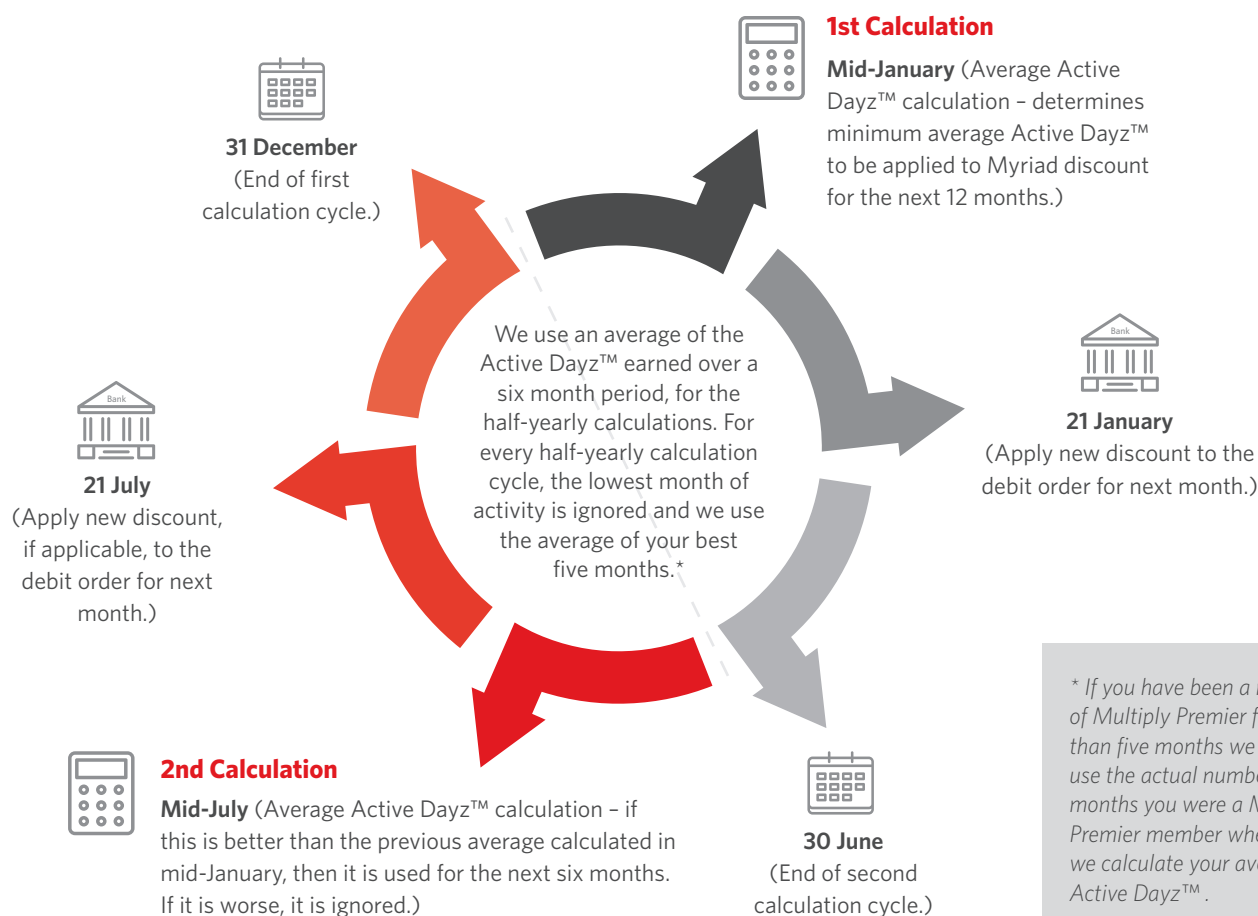 1st Calculation
Mid-January (Average Active
Dayz™ calculation – determines
minimum average Active Dayz™
to be applied to Myriad discount
for the next 12 months.)
Bank
21 January
(Apply new discount to the
debit order for next month.)
30 June
(End of second
calculation cycle.)
2nd Calculation
Mid-July (Average Active Dayz™ calculation – if
this is better than the previous average calculated in
mid-January, then it is used for the next six months.
If it is worse, it is ignored.)
Bank
21 July
(Apply new discount,
if applicable, to the
debit order for next
month.)
31 December
(End of first
calculation cycle.)
We use an average of the
Active Dayz™ earned over a
six month period, for the
half-yearly calculations. For
every half-yearly calculation
cycle, the lowest month of
activity is ignored and we use
the average of your best
five months.*
* If you have been a
of Multiply Premier
than five months we
use the actual
months you were a
Premier member
we calculate your
Active Dayz™ .